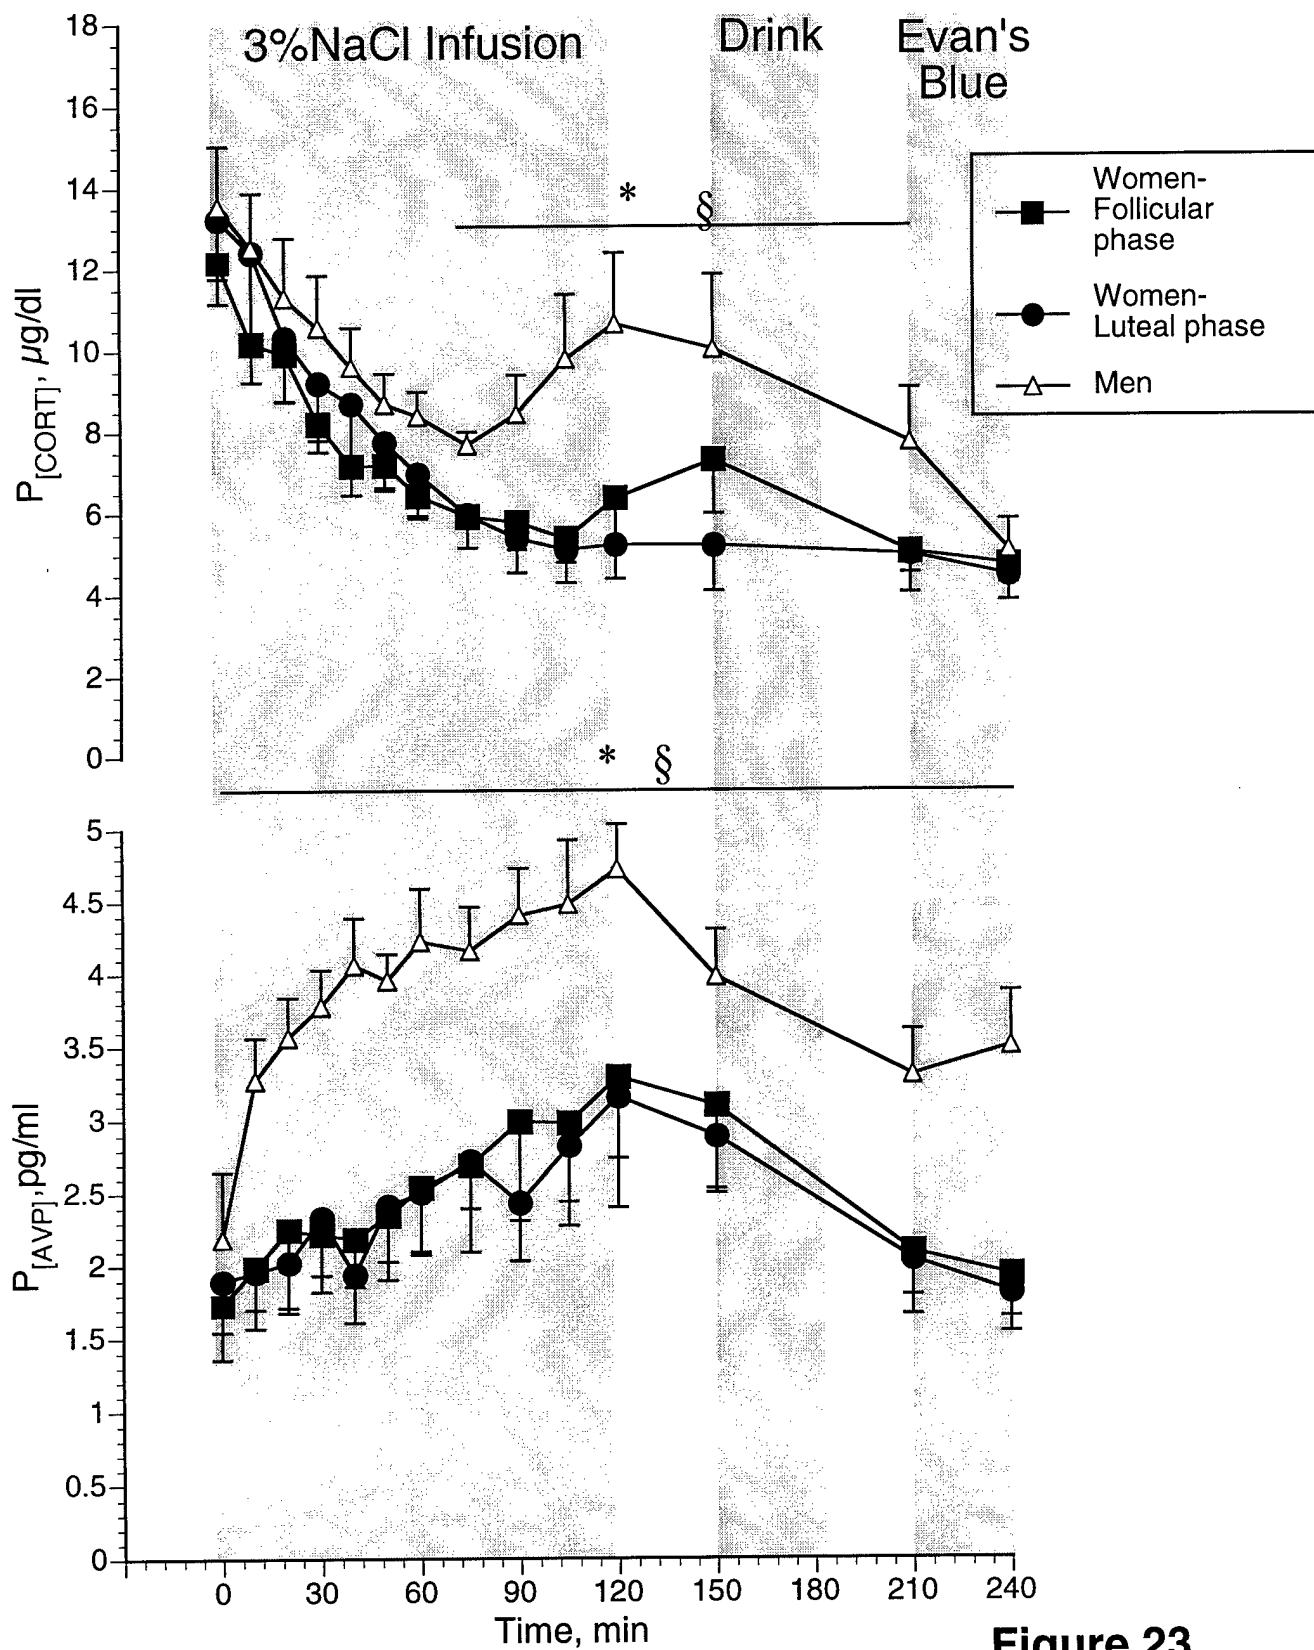 3%NaCl Infusion
Drink
Evan's
Blue
18
16
14
12
10
8
6
4
2
0
P[CORT], µg/dl
* §
Women-
Follicular
phase
Women-
Luteal phase
Men
* §
5
4.5
4
3.5
3
2.5
2
1.5
1
0.5
0
P[AVP],pg/ml
0 30 60 90 120 150 180 210 240
Time, min
Figure 23